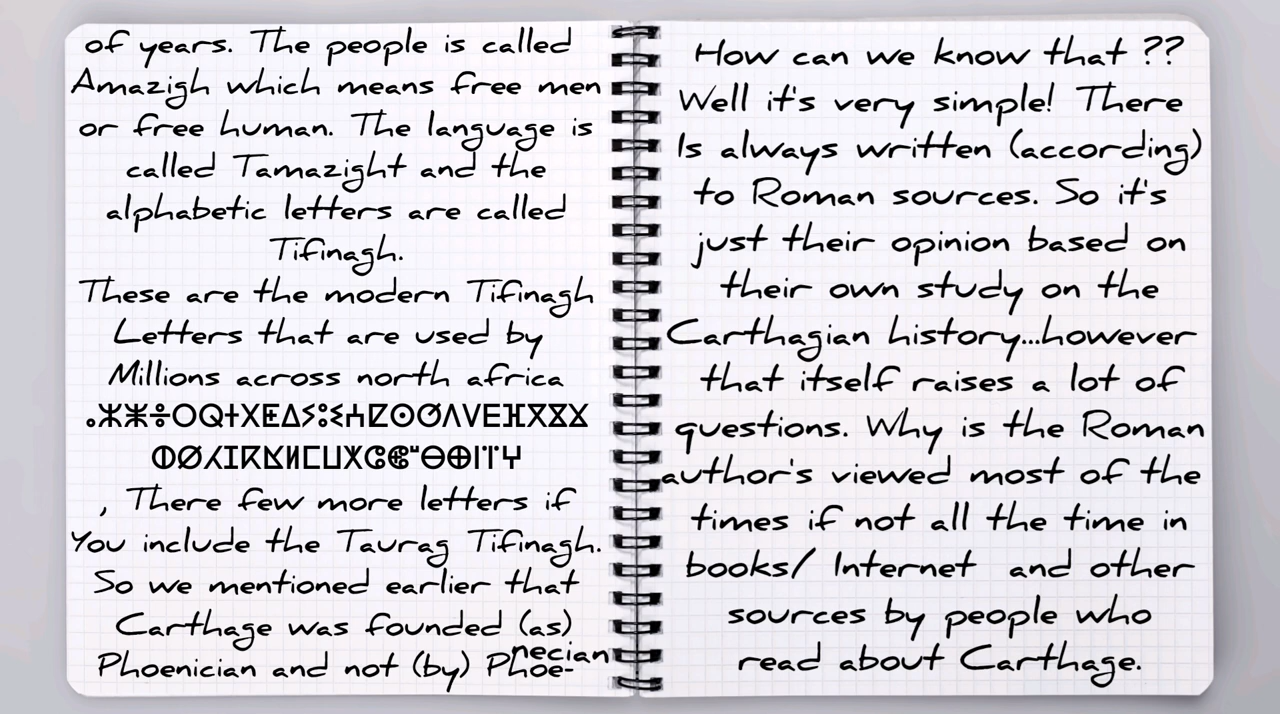 of years. The people is called
Amazigh which means free men
or free human. The language is
called Tamazight and the
alphabetic letters are called
Tifinagh.
These are the modern Tifinagh
Letters that are used by
Millions across north africa
ⴰⵣⵥⴻⵔⵕⵜⵝⵟⵠⵢⵓⵉⵄⵇⵙⵚⴷⴸⴹⴼⴳⴴⴵ
ⵀⵁⵃⵊⴽⴿⵍⵎⵡⵅⵛⵞⵯⴱⴲⵏⵑⵖ
, There few more letters if
You include the Taurag Tifinagh.
So we mentioned earlier that
Carthage was founded (as)
Phoenician and not (by) Phoe-
necian
How can we know that ??
Well it's very simple! There
Is always written (according)
to Roman sources. So it's
just their opinion based on
their own study on the
Carthagian history...however
that itself raises a lot of
questions. Why is the Roman
author's viewed most of the
times if not all the time in
books/ Internet and other
sources by people who
read about Carthage.